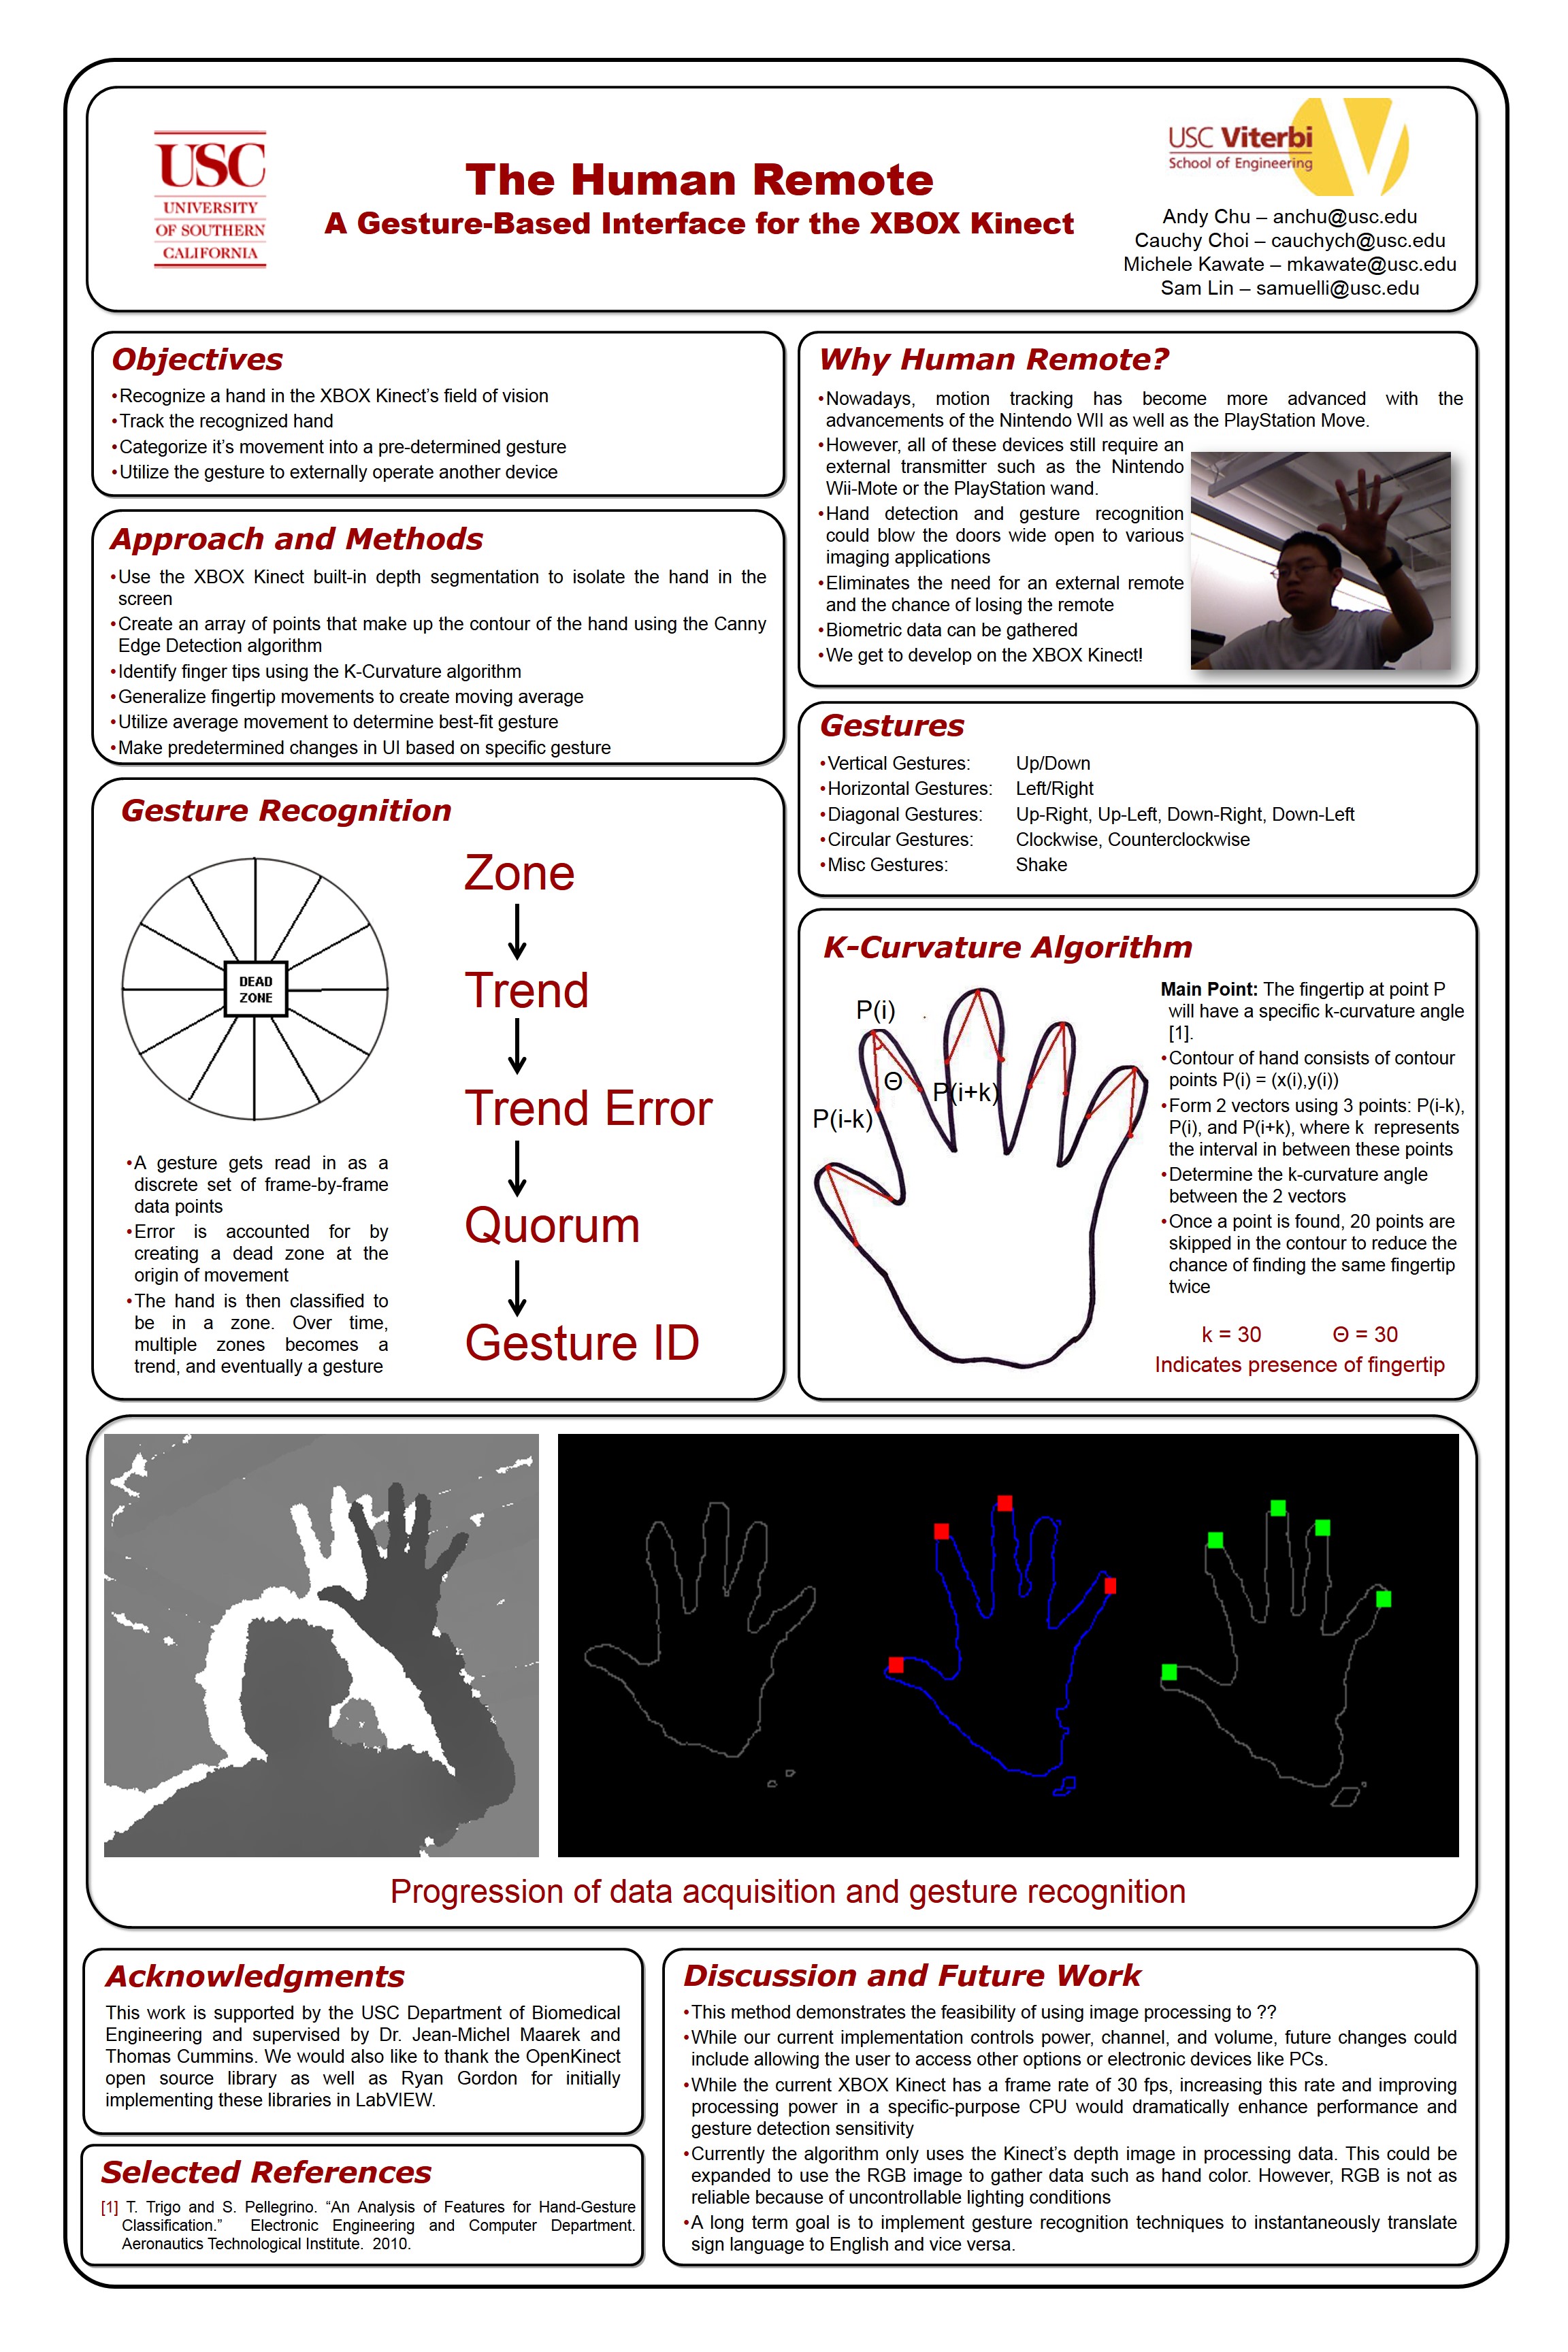 USC
UNIVERSITY
OF SOUTHERN
CALIFORNIA
The Human Remote
A Gesture-Based Interface for the XBOX Kinect
USC Viterbi
School of Engineering
V
Andy Chu – anchu@usc.edu
Cauchy Choi – cauchych@usc.edu
Michele Kawate – mkawate@usc.edu
Sam Lin – samuelli@usc.edu
Objectives
•Recognize a hand in the XBOX Kinect's field of vision
•Track the recognized hand
•Categorize it's movement into a pre-determined gesture
•Utilize the gesture to externally operate another device
Approach and Methods
•Use the XBOX Kinect built-in depth segmentation to isolate the hand in the
screen
•Create an array of points that make up the contour of the hand using the Canny
Edge Detection algorithm
•Identify finger tips using the K-Curvature algorithm
•Generalize fingertip movements to create moving average
•Utilize average movement to determine best-fit gesture
•Make predetermined changes in UI based on specific gesture
Gesture Recognition
DEAD
ZONE
•A gesture gets read in as a
discrete set of frame-by-frame
data points
•Error is accounted for by
creating a dead zone at the
origin of movement
•The hand is then classified to
be in a zone. Over time,
multiple zones becomes a
trend, and eventually a gesture
Zone
Trend
Trend Error
Quorum
Gesture ID
Why Human Remote?
•Nowadays, motion tracking has become more advanced with the
advancements of the Nintendo WII as well as the PlayStation Move.
•However, all of these devices still require an
external transmitter such as the Nintendo
Wii-Mote or the PlayStation wand.
•Hand detection and gesture recognition
could blow the doors wide open to various
imaging applications
•Eliminates the need for an external remote
and the chance of losing the remote
•Biometric data can be gathered
•We get to develop on the XBOX Kinect!
Gestures
•Vertical Gestures: Up/Down
•Horizontal Gestures: Left/Right
•Diagonal Gestures: Up-Right, Up-Left, Down-Right, Down-Left
•Circular Gestures: Clockwise, Counterclockwise
•Misc Gestures: Shake
K-Curvature Algorithm
P(i)
Θ
P(i+k)
P(i-k)
Main Point: The fingertip at point P
will have a specific k-curvature angle
[1].
•Contour of hand consists of contour
points P(i) = (x(i),y(i))
•Form 2 vectors using 3 points: P(i-k),
P(i), and P(i+k), where k represents
the interval in between these points
•Determine the k-curvature angle
between the 2 vectors
•Once a point is found, 20 points are
skipped in the contour to reduce the
chance of finding the same fingertip
twice
k = 30 Θ = 30
Indicates presence of fingertip
Progression of data acquisition and gesture recognition
Acknowledgments
This work is supported by the USC Department of Biomedical
Engineering and supervised by Dr. Jean-Michel Maarek and
Thomas Cummins. We would also like to thank the OpenKinect
open source library as well as Ryan Gordon for initially
implementing these libraries in LabVIEW.
Selected References
[1] T. Trigo and S. Pellegrino. “An Analysis of Features for Hand-Gesture
Classification.” Electronic Engineering and Computer Department.
Aeronautics Technological Institute. 2010.
Discussion and Future Work
•This method demonstrates the feasibility of using image processing to ??
•While our current implementation controls power, channel, and volume, future changes could
include allowing the user to access other options or electronic devices like PCs.
•While the current XBOX Kinect has a frame rate of 30 fps, increasing this rate and improving
processing power in a specific-purpose CPU would dramatically enhance performance and
gesture detection sensitivity
•Currently the algorithm only uses the Kinect's depth image in processing data. This could be
expanded to use the RGB image to gather data such as hand color. However, RGB is not as
reliable because of uncontrollable lighting conditions
•A long term goal is to implement gesture recognition techniques to instantaneously translate
sign language to English and vice versa.